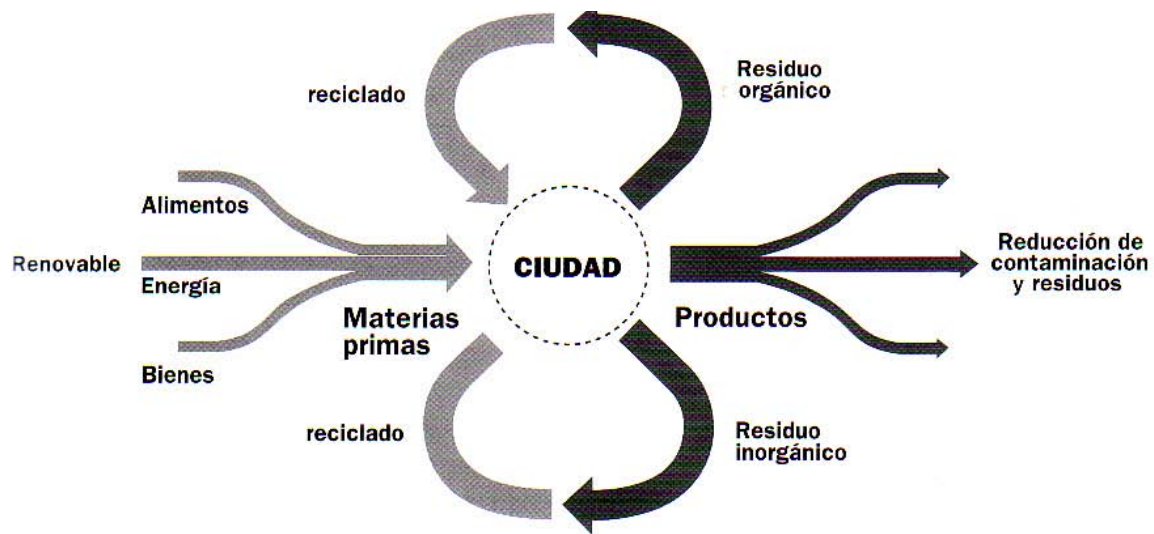 reciclado
Residuo
orgánico
Alimentos
Renovable
Energía
Bienes
Materias
primas
CIUDAD
Productos
Reducción de
contaminación
y residuos
reciclado
Residuo
inorgánico